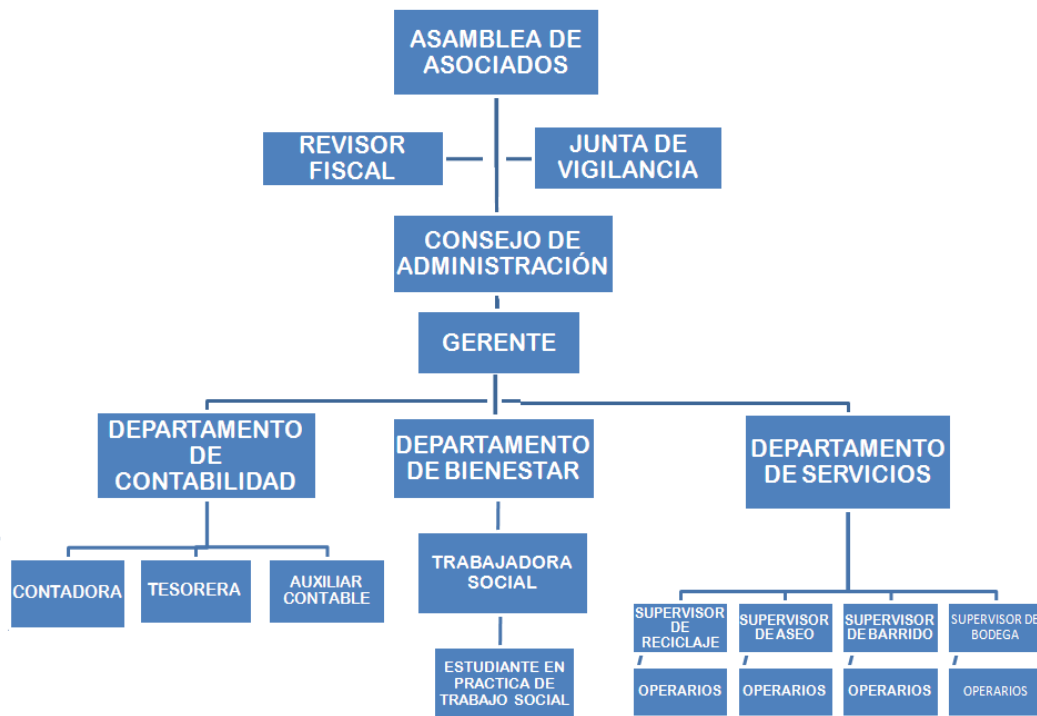 ASAMBLEA DE
ASOCIADOS
REVISOR
FISCAL
JUNTA DE
VIGILANCIA
CONSEJO DE
ADMINISTRACIÓN
GERENTE
DEPARTAMENTO
DE
CONTABILIDAD
DEPARTAMENTO
DE BIENESTAR
DEPARTAMENTO
DE SERVICIOS
CONTADORA
TESORERA
AUXILIAR
CONTABLE
TRABAJADORA
SOCIAL
ESTUDIANTE EN
PRACTICA DE
TRABAJO SOCIAL
SUPERVISOR
DE
RECICLAJE
SUPERVISOR
DE ASEO
SUPERVISOR
DE BARRIDO
SUPERVISOR DE
BODEGA
OPERARIOS
OPERARIOS
OPERARIOS
OPERARIOS